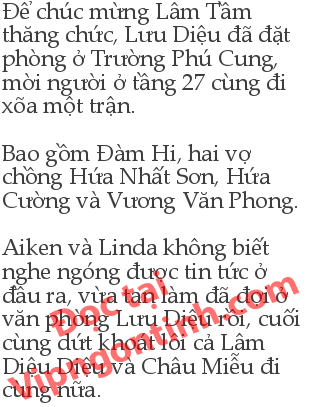 Để chúc mừng Lâm Tầm
thăng chức, Lưu Diệu đã đặt
phòng ở Trường Phú Cung,
mời người ở tầng 27 cùng đi
xõa một trận.
Bao gồm Đàm Hi, hai vợ
chồng Hứa Nhất Sơn, Hứa
Cường và Vương Văn Phong.
Aiken và Linda không biết
nghe ngóng được tin tức ở
đâu ra, vừa tan làm đã đợi ở
văn phòng Lưu Diệu rồi, cuối
cùng dứt khoát lôi cả Lâm
Diệu Diệu và Châu Miễu đi
cùng nữa.
Đọc tại
Vipngontinh.com